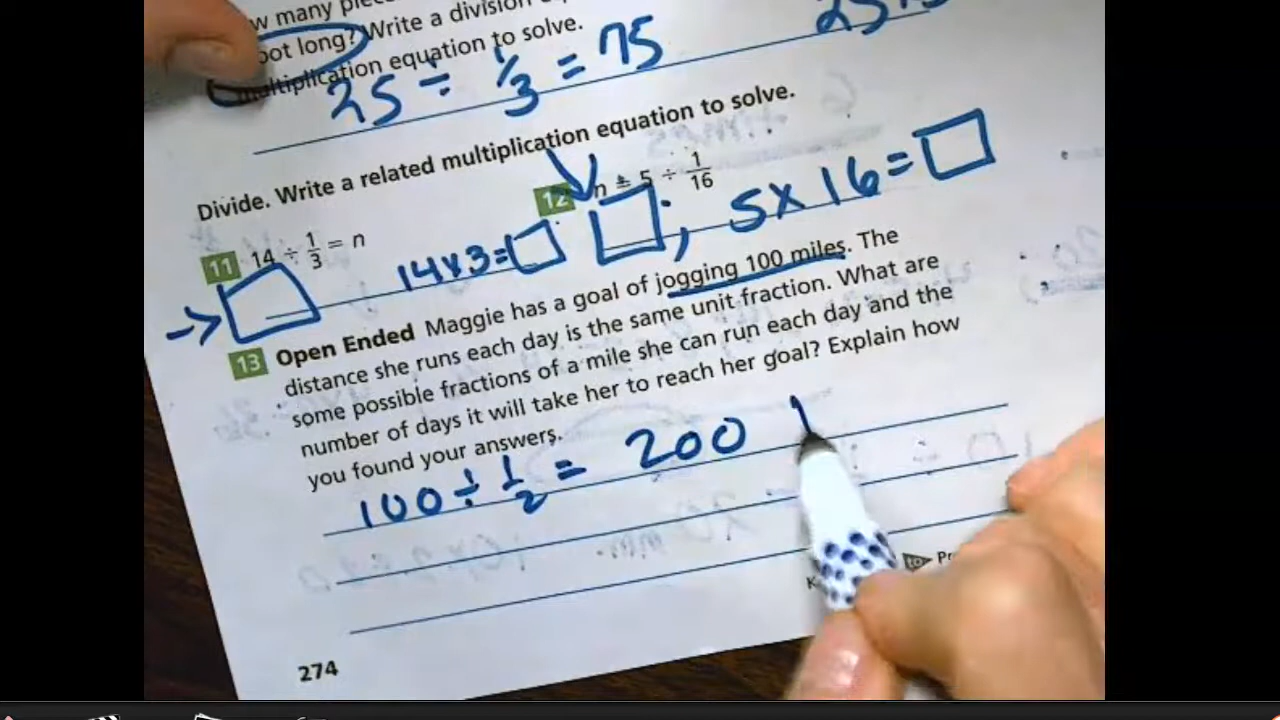 w many piec
oot long? Write a division
multiplication equation to solve.
25 ÷ 1/3 = 75
Divide. Write a related multiplication equation to solve.
11 14 ÷ 1/3 = n
14 x 3 =
12 n = 5 ÷ 1/16
, 5 x 16 =
13 Open Ended Maggie has a goal of jogging 100 miles. The
distance she runs each day is the same unit fraction. What are
some possible fractions of a mile she can run each day and the
number of days it will take her to reach her goal? Explain how
you found your answers.
100 ÷ 1/2 = 200
to Pr
274